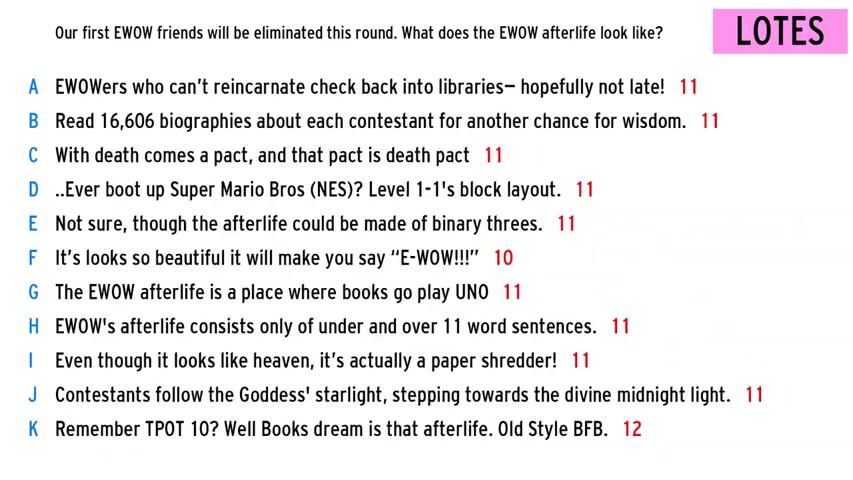 Our first EWOW friends will be eliminated this round. What does the EWOW afterlife look like?
LOTES
A EWOWers who can't reincarnate check back into libraries— hopefully not late! 11
B Read 16,606 biographies about each contestant for another chance for wisdom. 11
C With death comes a pact, and that pact is death pact 11
D ..Ever boot up Super Mario Bros (NES)? Level 1-1's block layout. 11
E Not sure, though the afterlife could be made of binary threes. 11
F It's looks so beautiful it will make you say “E-WOW!!!” 10
G The EWOW afterlife is a place where books go play UNO 11
H EWOW's afterlife consists only of under and over 11 word sentences. 11
I Even though it looks like heaven, it's actually a paper shredder! 11
J Contestants follow the Goddess' starlight, stepping towards the divine midnight light. 11
K Remember TPOT 10? Well Books dream is that afterlife. Old Style BFB. 12